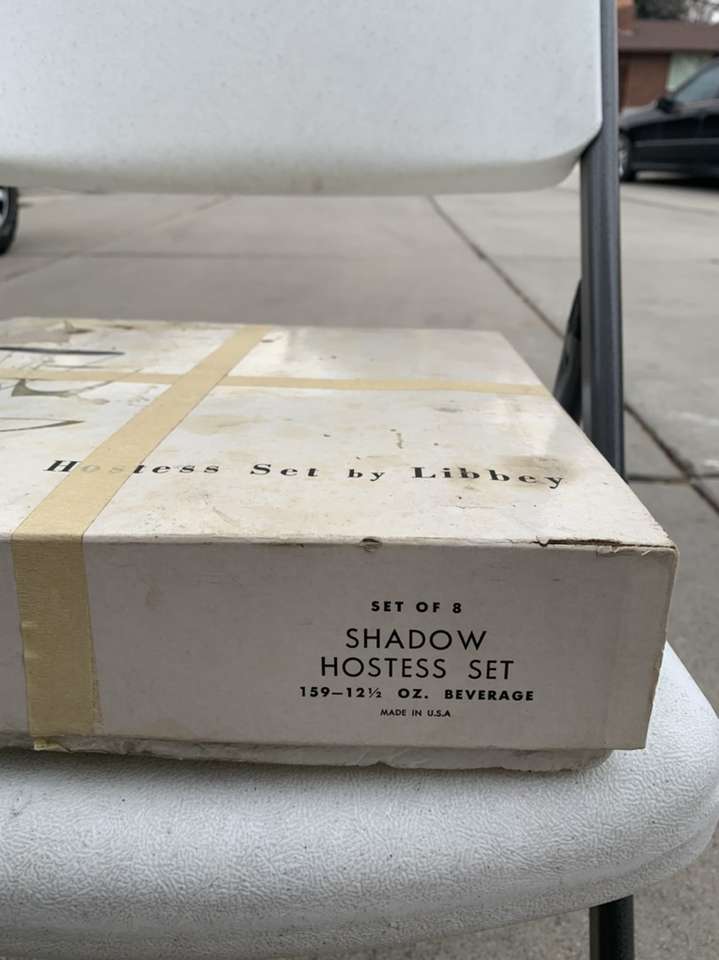 Hostess Set by Libbey
SET OF 8
SHADOW
HOSTESS SET
159–12½ OZ. BEVERAGE
MADE IN U.S.A